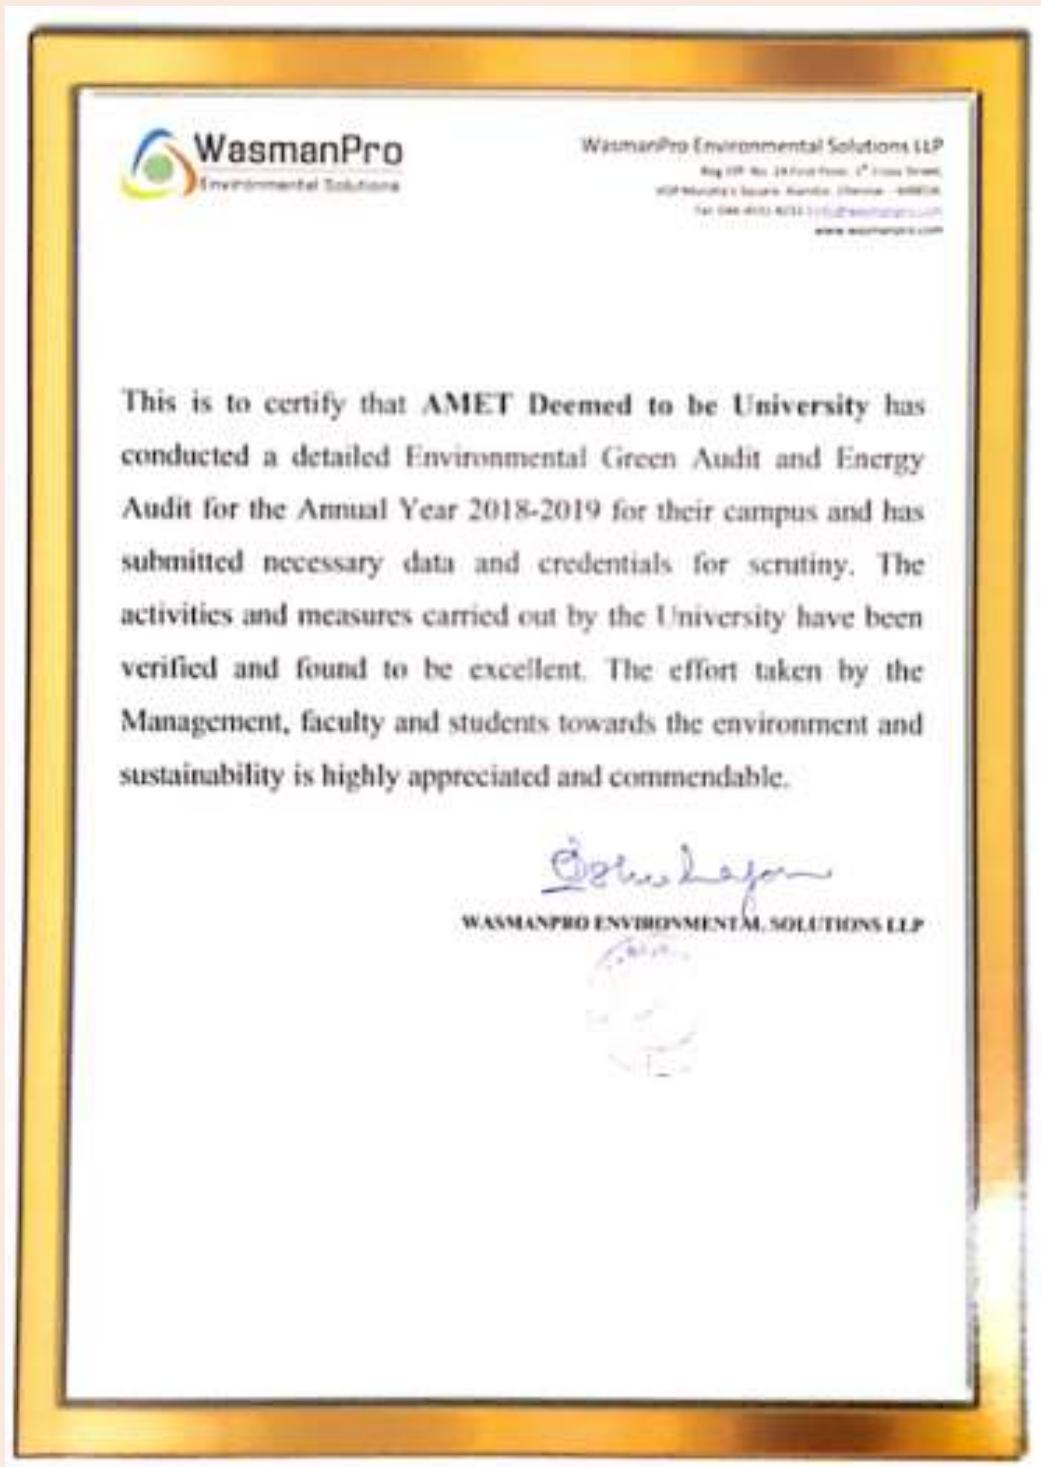 WasmanPro
Environmental Solutions
WasmanPro Environmental Solutions LLP
www.wasmanpro.com
This is to certify that AMET Deemed to be University has
conducted a detailed Environmental Green Audit and Energy
Audit for the Annual Year 2018-2019 for their campus and has
submitted necessary data and credentials for scrutiny. The
activities and measures carried out by the University have been
verified and found to be excellent. The effort taken by the
Management, faculty and students towards the environment and
sustainability is highly appreciated and commendable.
WASMANPRO ENVIRONMENTAL SOLUTIONS LLP